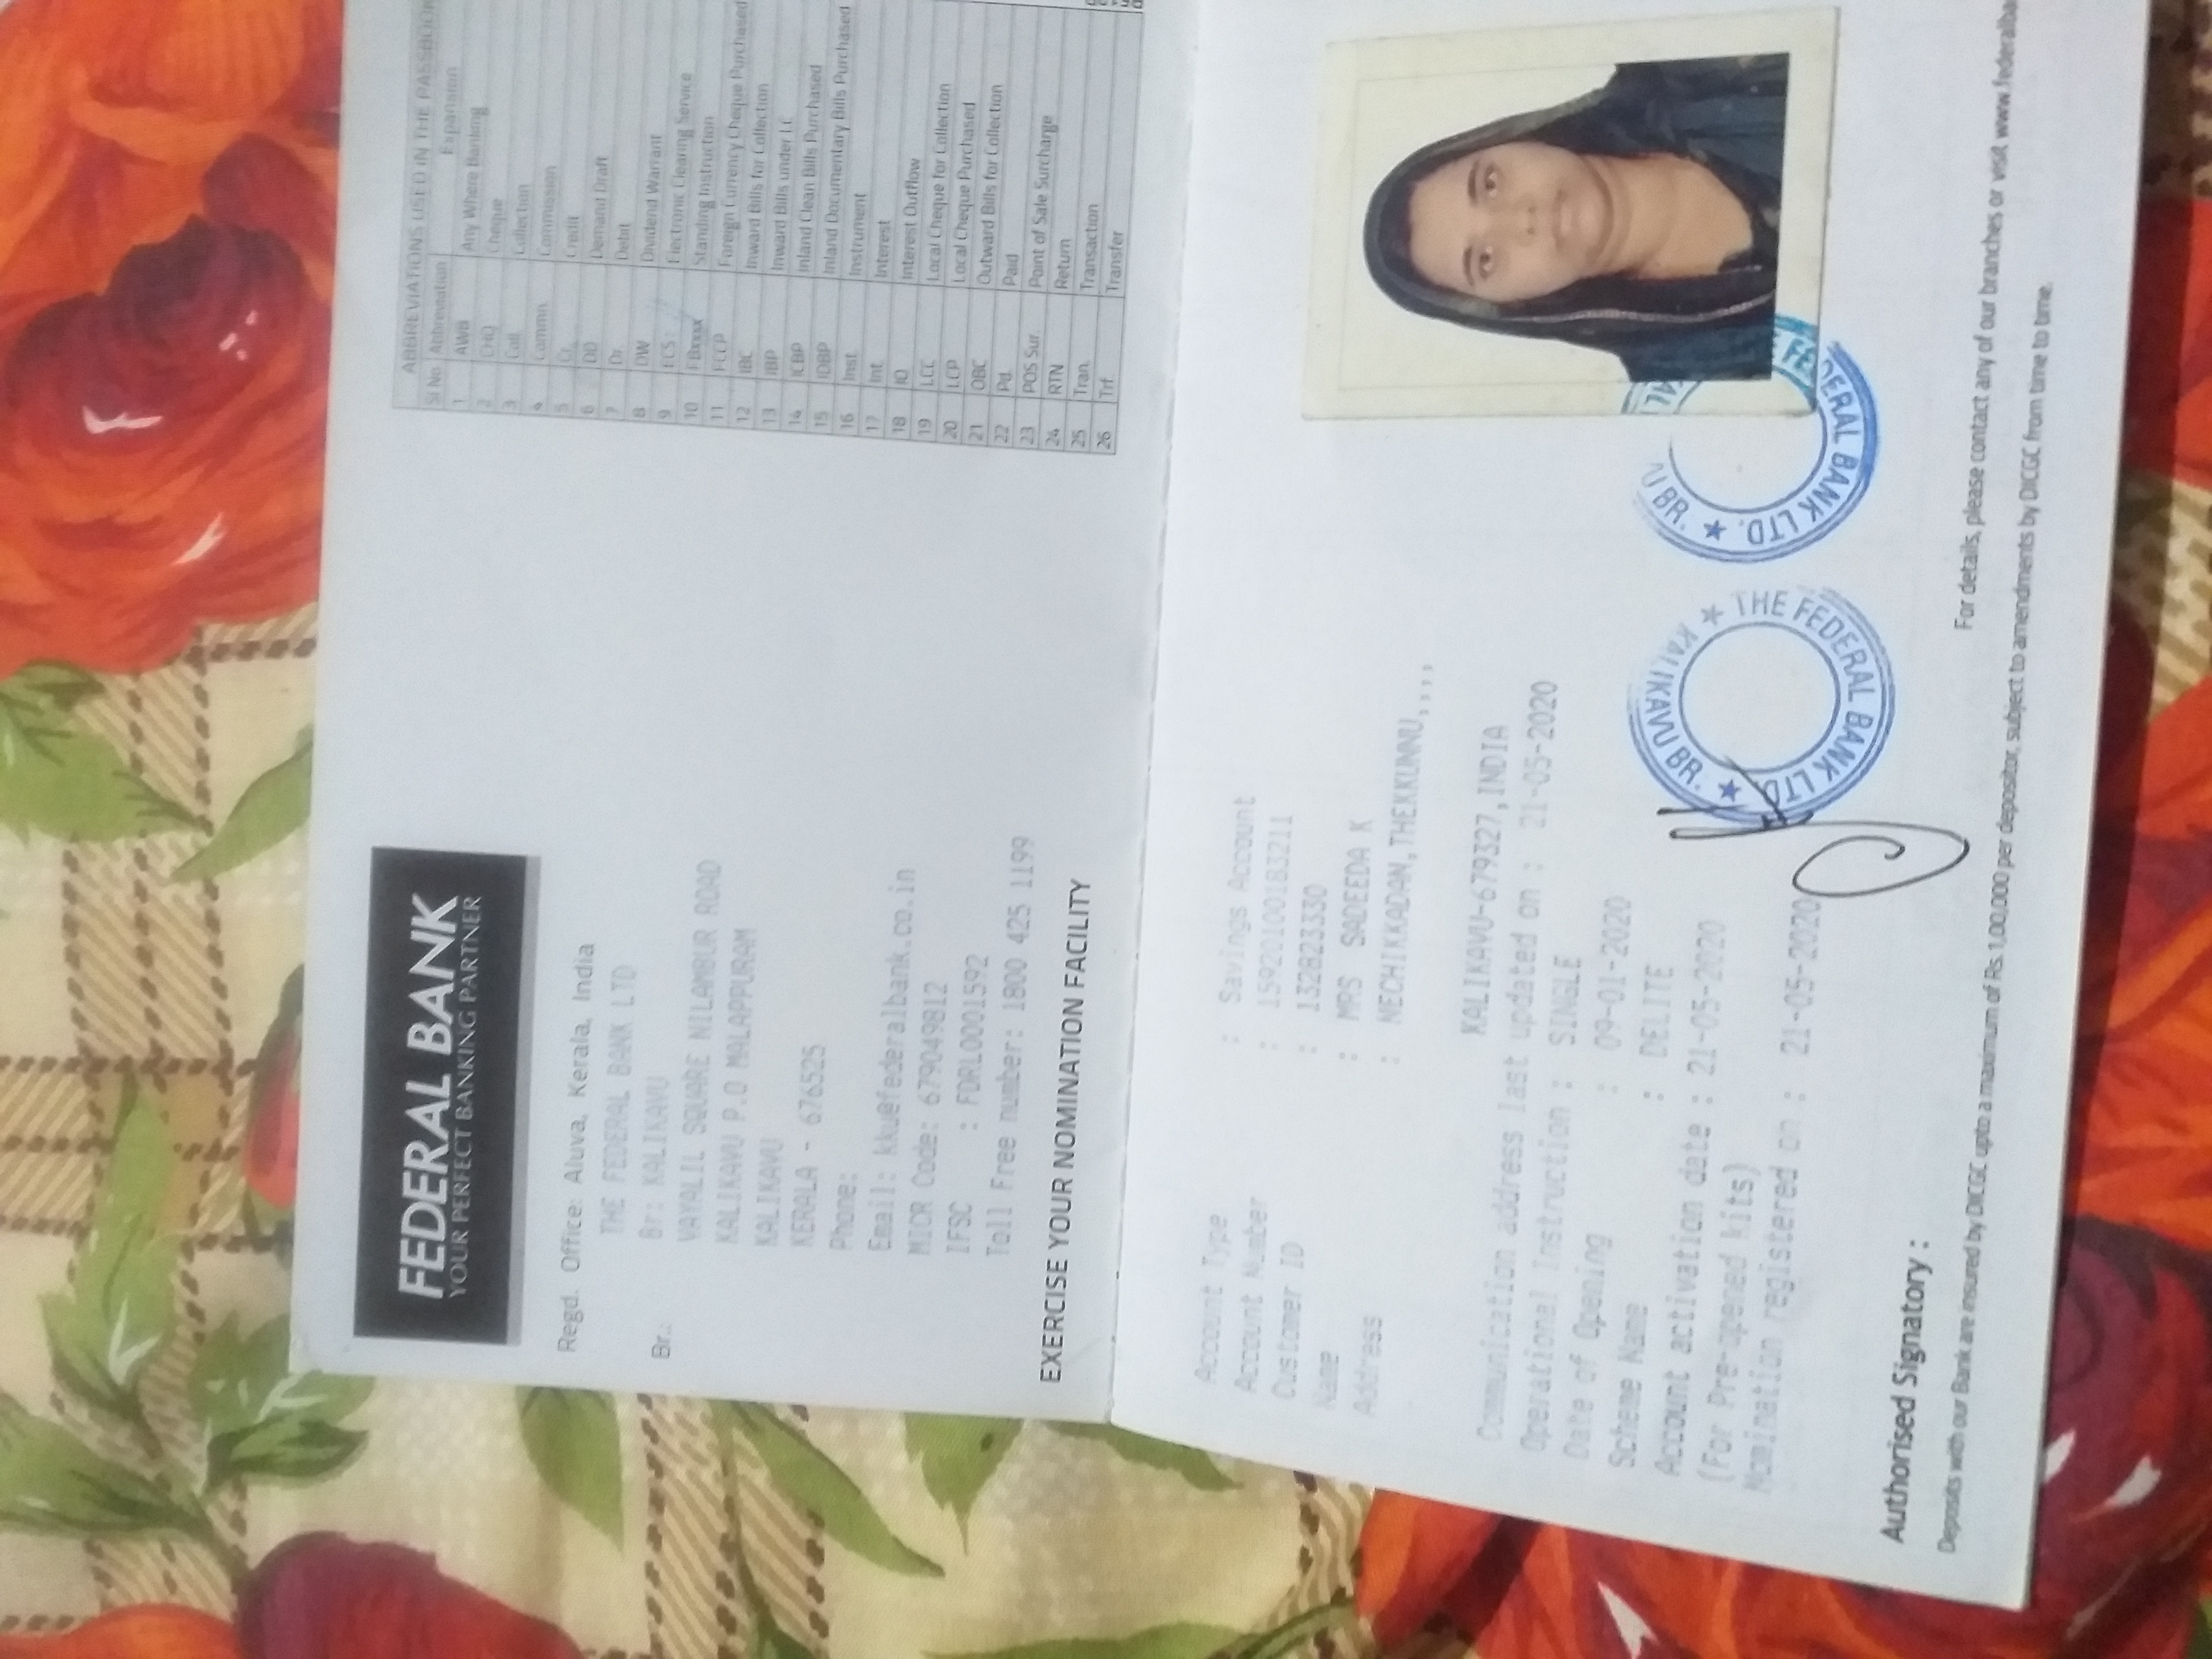 FEDERAL BANK
YOUR PERFECT BANKING PARTNER
Regd. Office: Aluva, Kerala, India
THE FEDERAL BANK LTD
Br.: Br: KALIKAVU
VAYALIL SQUARE NILAMBUR ROAD
KALIKAVU P.O MALAPPURAM
KALIKAVU
KERALA - 676525
Phone:
Email: kku@federalbank.co.in
MICR Code: 679049812
IFSC : FDRL0001592
Toll Free number: 1800 425 1199
EXERCISE YOUR NOMINATION FACILITY
ABBREVIATIONS USED IN THE PASSBOOK
Sl No. Abbreviation Expansion
1 AWB Any Where Banking
2 CHQ Cheque
3 Coll. Collection
4 Commn. Commission
5 Cr. Credit
6 DD Demand Draft
7 Dr. Debit
8 DW Dividend Warrant
9 ECS Electronic Clearing Service
10 FBxxxx Standing Instruction
11 FCCP Foreign Currency Cheque Purchased
12 IBC Inward Bills for Collection
13 IBP Inward Bills under LC
14 ICBP Inland Clean Bills Purchased
15 IDBP Inland Documentary Bills Purchased
16 Inst. Instrument
17 Int. Interest
18 IO Interest Outflow
19 LCC Local Cheque for Collection
20 LCP Local Cheque Purchased
21 OBC Outward Bills for Collection
22 Pd. Paid
23 POS Sur. Point of Sale Surcharge
24 RTN Return
25 Tran. Transaction
26 Trf. Transfer
Account Type : Savings Account
Account Number : 15920100183211
Customer ID : 132823330
Name : MRS SADEEDA K
Address : NECHIKKADAN,THEKKUNNU,,,,
KALIKAVU-679327,INDIA
Communication address last updated on : 21-05-2020
Operational Instruction : SINGLE
Date of Opening : 09-01-2020
Scheme Name : DELITE
Account activation date : 21-05-2020
(For Pre-opened kits)
Nomination registered on : 21-05-2020
★ THE FEDERAL BANK LTD. ★ KALIKAVU BR.
FEDERAL BANK LTD. ★ U BR.
Authorised Signatory :
For details, please contact any of our branches or visit www.federalba
Deposits with our Bank are insured by DICGC upto a maximum of Rs. 1,00,000 per depositor, subject to amendments by DICGC from time to time.